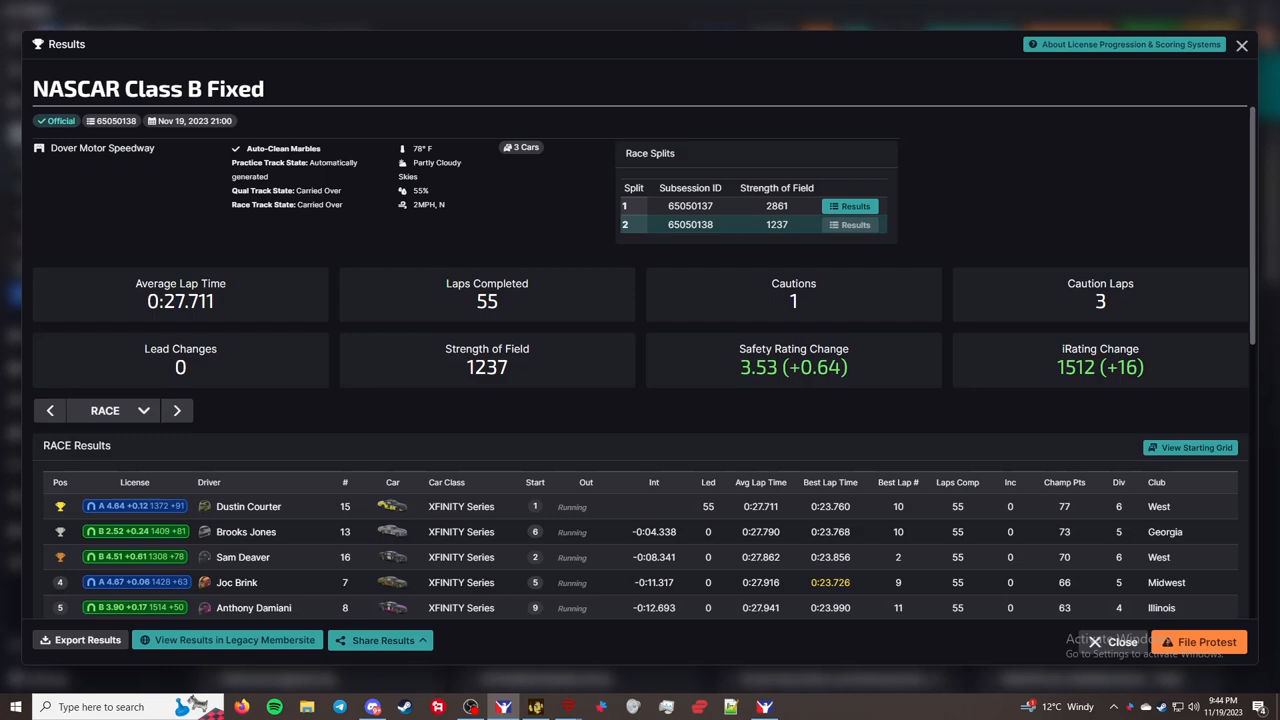 Results
About License Progression & Scoring Systems
NASCAR Class B Fixed
Official 65050138 Nov 19, 2023 21:00
Dover Motor Speedway
Auto-Clean Marbles
Practice Track State: Automatically
generated
Qual Track State: Carried Over
Race Track State: Carried Over
78° F
Partly Cloudy
Skies
55%
2MPH, N
3 Cars
Race Splits
Split Subsession ID Strength of Field
1 65050137 2861 Results
2 65050138 1237 Results
Average Lap Time
0:27.711
Laps Completed
55
Cautions
1
Caution Laps
3
Lead Changes
0
Strength of Field
1237
Safety Rating Change
3.53 (+0.64)
iRating Change
1512 (+16)
RACE
RACE Results
View Starting Grid
Pos License Driver # Car Car Class Start Out Int Led Avg Lap Time Best Lap Time Best Lap # Laps Comp Inc Champ Pts Div Club
A 4.64 +0.12 1372 +91 Dustin Courter 15 XFINITY Series 1 Running 55 0:27.711 0:23.760 10 55 0 77 6 West
B 2.52 +0.24 1409 +81 Brooks Jones 13 XFINITY Series 6 Running -0:04.338 0 0:27.790 0:23.768 10 55 0 73 5 Georgia
B 4.51 +0.61 1308 +78 Sam Deaver 16 XFINITY Series 2 Running -0:08.341 0 0:27.862 0:23.856 2 55 0 70 6 West
4 A 4.67 +0.06 1428 +63 Joc Brink 7 XFINITY Series 5 Running -0:11.317 0 0:27.916 0:23.726 9 55 0 66 5 Midwest
5 B 3.90 +0.17 1514 +50 Anthony Damiani 8 XFINITY Series 9 Running -0:12.693 0 0:27.941 0:23.990 11 55 0 63 4 Illinois
Export Results
View Results in Legacy Membersite
Share Results
Close
File Protest
Activate Windo
Go to Settings to activate Windows.
Type here to search
12°C Windy
9:44 PM
11/19/2023